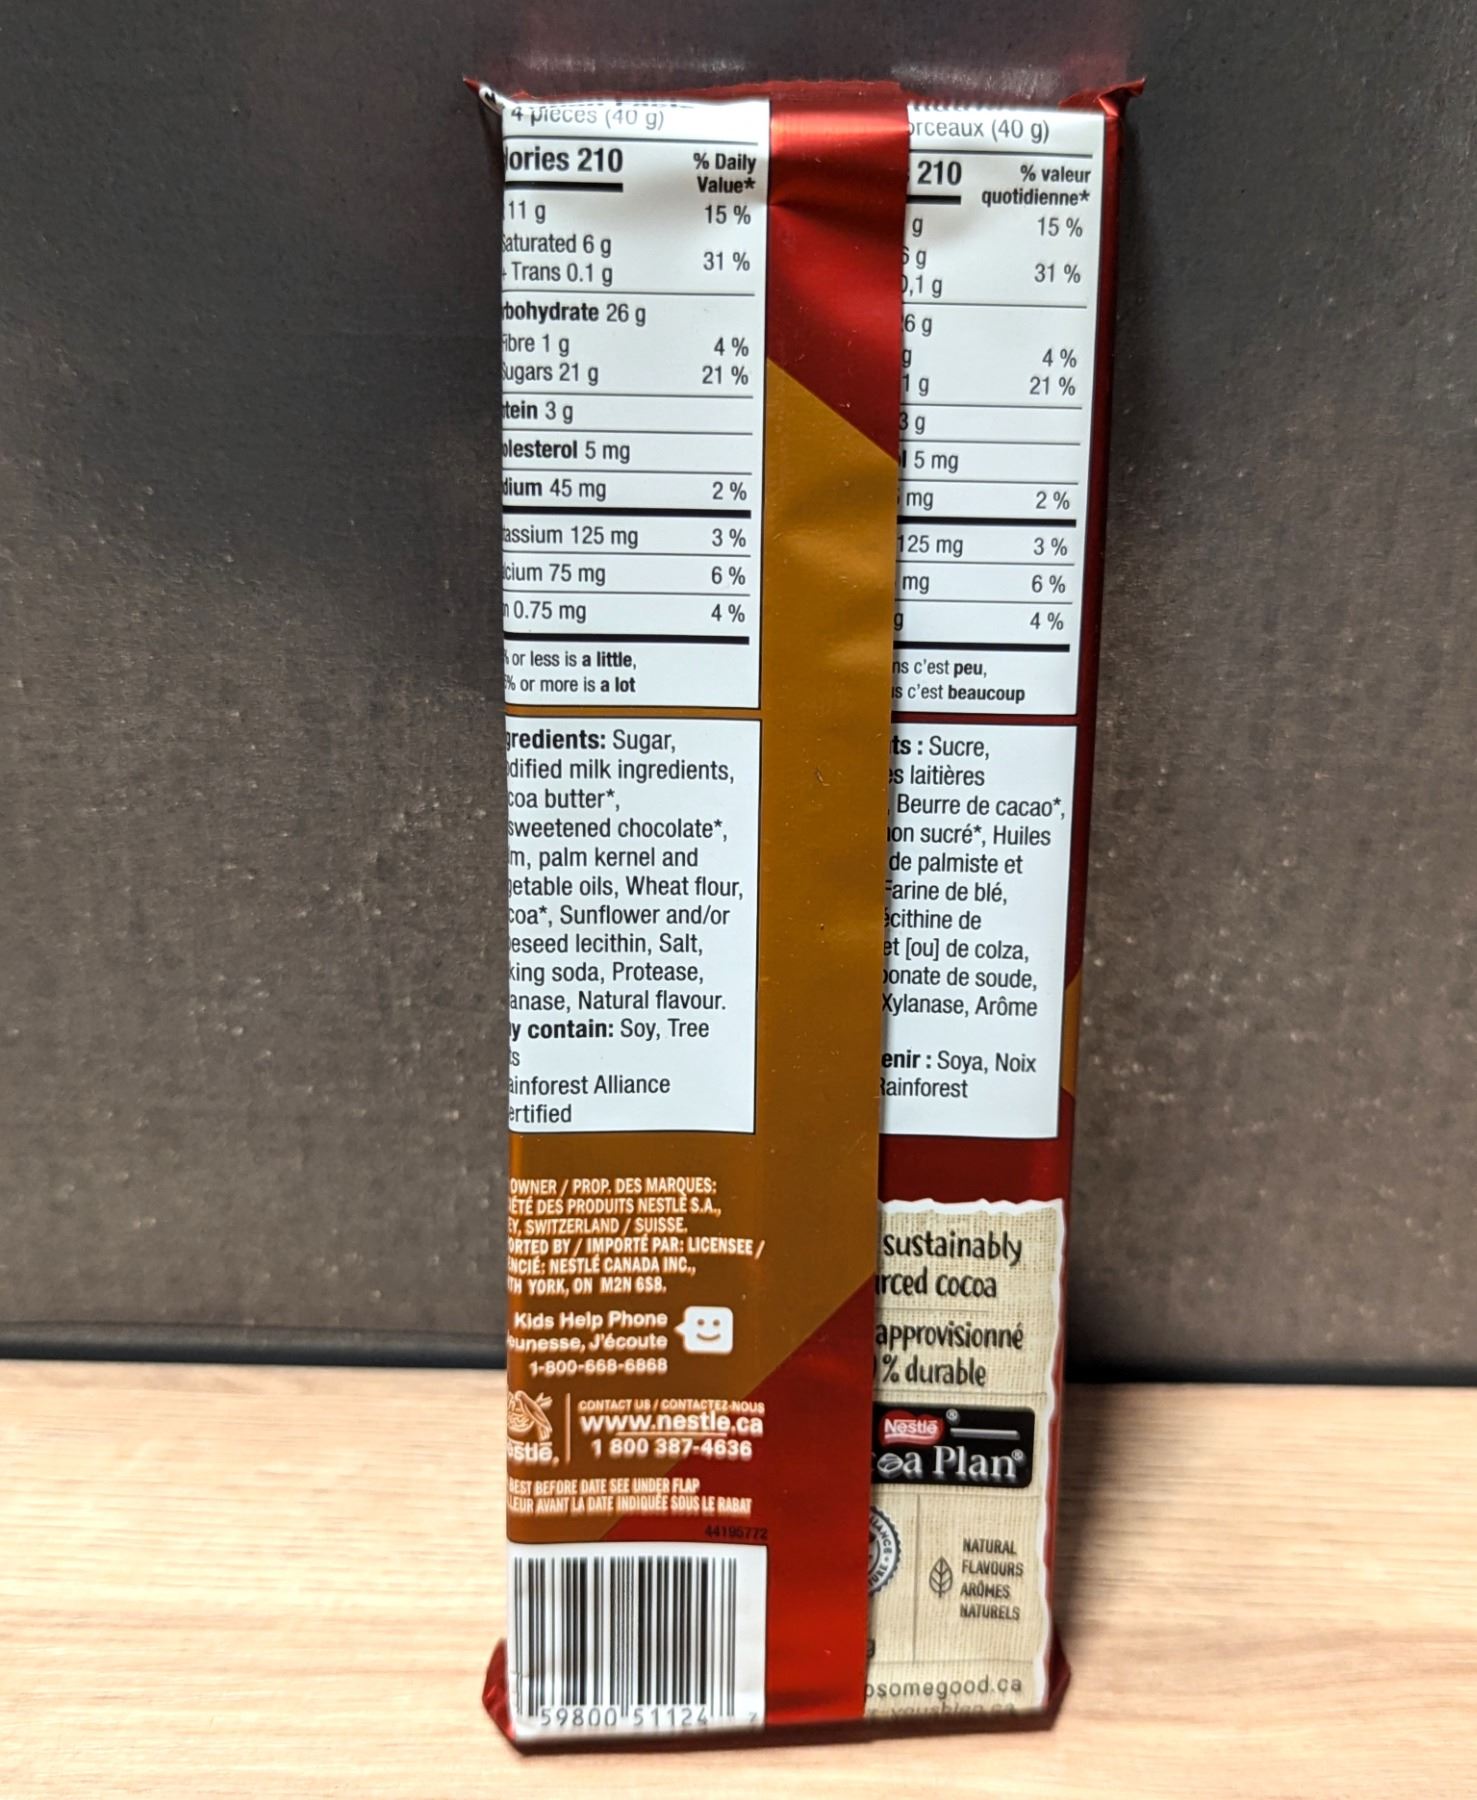 4 pieces (40 g)
lories 210
% Daily
Value*
11 g 15 %
aturated 6 g
+ Trans 0.1 g
31 %
bohydrate 26 g
ibre 1 g 4 %
ugars 21 g 21 %
tein 3 g
olesterol 5 mg
dium 45 mg 2 %
assium 125 mg 3 %
cium 75 mg 6 %
n 0.75 mg 4 %
% or less is a little,
% or more is a lot
gredients: Sugar,
odified milk ingredients,
coa butter*,
sweetened chocolate*,
m, palm kernel and
getable oils, Wheat flour,
coa*, Sunflower and/or
eseed lecithin, Salt,
king soda, Protease,
anase, Natural flavour.
y contain: Soy, Tree
ts
ainforest Alliance
ertified
OWNER / PROP. DES MARQUES:
IÉTÉ DES PRODUITS NESTLÉ S.A.,
EY, SWITZERLAND / SUISSE.
ORTED BY / IMPORTÉ PAR: LICENSEE /
ENCIÉ: NESTLÉ CANADA INC.,
TH YORK, ON M2N 6S8.
Kids Help Phone
eunesse, J'écoute
1-800-668-6868
estlé
CONTACT US / CONTACTEZ-NOUS
www.nestle.ca
1 800 387-4636
BEST BEFORE DATE SEE UNDER FLAP
LEUR AVANT LA DATE INDIQUÉE SOUS LE RABAT
44195772
59800 51124
orceaux (40 g)
210
% valeur
quotidienne*
g 15 %
6 g
0,1 g
31 %
6 g
g 4 %
1 g 21 %
3 g
l 5 mg
mg 2 %
125 mg 3 %
mg 6 %
g 4 %
ns c'est peu,
us c'est beaucoup
ts : Sucre,
es laitières
, Beurre de cacao*,
non sucré*, Huiles
de palmiste et
Farine de blé,
écithine de
et [ou] de colza,
bonate de soude,
Xylanase, Arôme
enir : Soya, Noix
Rainforest
sustainably
urced cocoa
approvisionné
% durable
Nestlé®
coa Plan®
NATURAL
FLAVOURS
ARÔMES
NATURELS
osomegood.ca